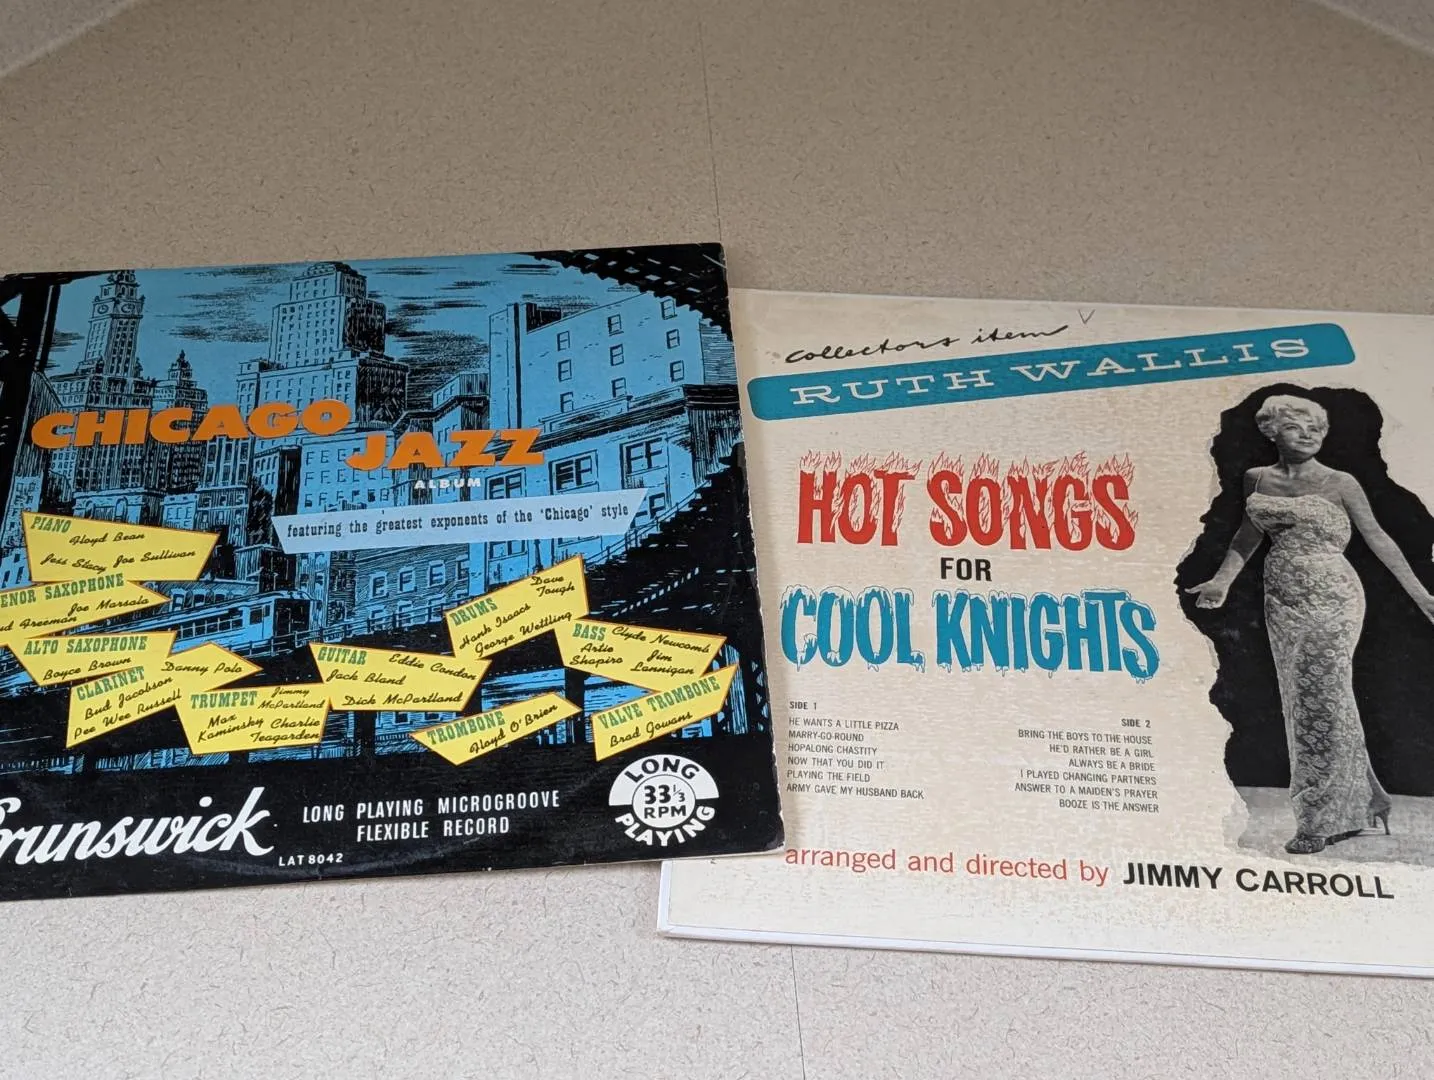 CHICAGO
JAZZ
ALBUM
featuring the greatest exponents of the 'Chicago' style
PIANO
Floyd Bean
Jess Stacy Joe Sullivan
ENOR SAXOPHONE
Joe Marsala
ud Freeman
ALTO SAXOPHONE
Boyce Brown
CLARINET
Danny Polo
Bud Jacobson
Pee Wee Russell
TRUMPET Jimmy McPartland
Max Kaminsky Charlie Teagarden
GUITAR Eddie Condon
Jack Bland
Dick McPartland
DRUMS
Dave Tough
Hank Isaacs
George Wettling
BASS Clyde Newcomb
Artie Shapiro
Jim Lannigan
TROMBONE
Floyd O'Brien
VALVE TROMBONE
Brad Gowans
Brunswick
LONG PLAYING MICROGROOVE
FLEXIBLE RECORD
LAT 8042
LONG
33⅓
RPM
PLAYING
collectors item
RUTH WALLIS
HOT SONGS
FOR
COOL KNIGHTS
SIDE 1
HE WANTS A LITTLE PIZZA
MARRY-GO-ROUND
HOPALONG CHASTITY
NOW THAT YOU DID IT
PLAYING THE FIELD
ARMY GAVE MY HUSBAND BACK
SIDE 2
BRING THE BOYS TO THE HOUSE
HE'D RATHER BE A GIRL
ALWAYS BE A BRIDE
I PLAYED CHANGING PARTNERS
ANSWER TO A MAIDEN'S PRAYER
BOOZE IS THE ANSWER
arranged and directed by JIMMY CARROLL